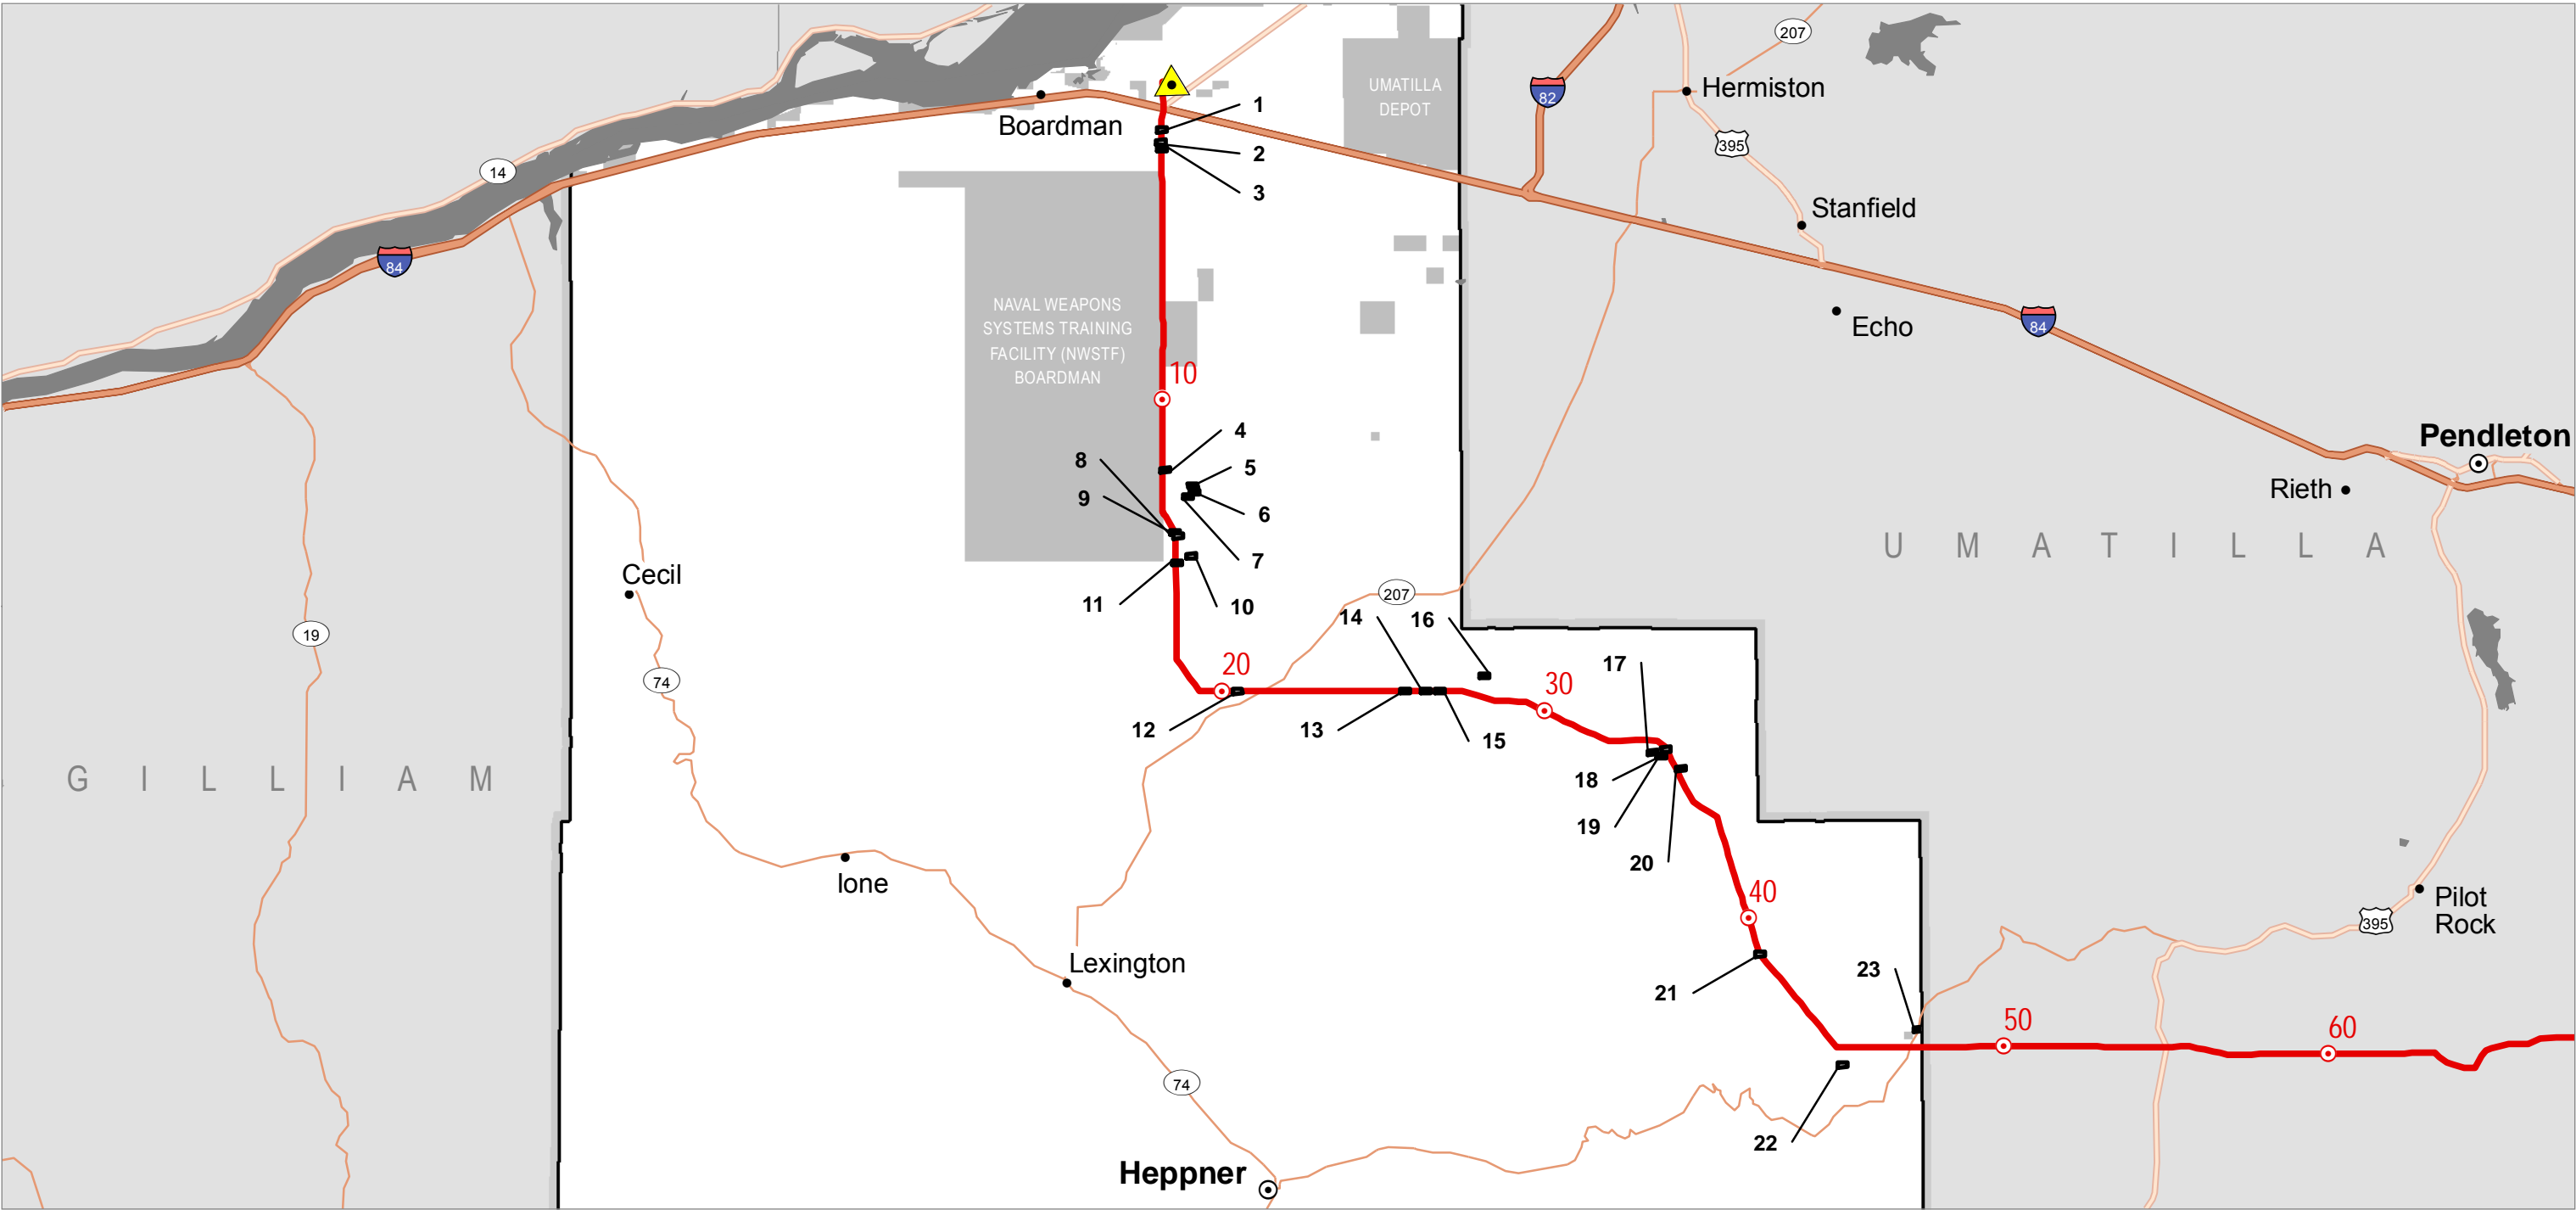 207
Hermiston
UMATILLA
DEPOT
82
1
Boardman
395
2
14
3
Stanfield
84
NAVAL WEAPONS
SYSTEMS TRAINING
FACILITY (NWSTF)
BOARDMAN
Echo
84
10
4
Pendleton
8
5
Rieth
9
6
7
UMATILLA
Cecil
11
10
207
14
16
19
20
17
74
30
12
13
15
GILLIAM
18
19
20
Ione
40
Pilot
Rock
395
Lexington
23
21
50
60
74
22
Heppner